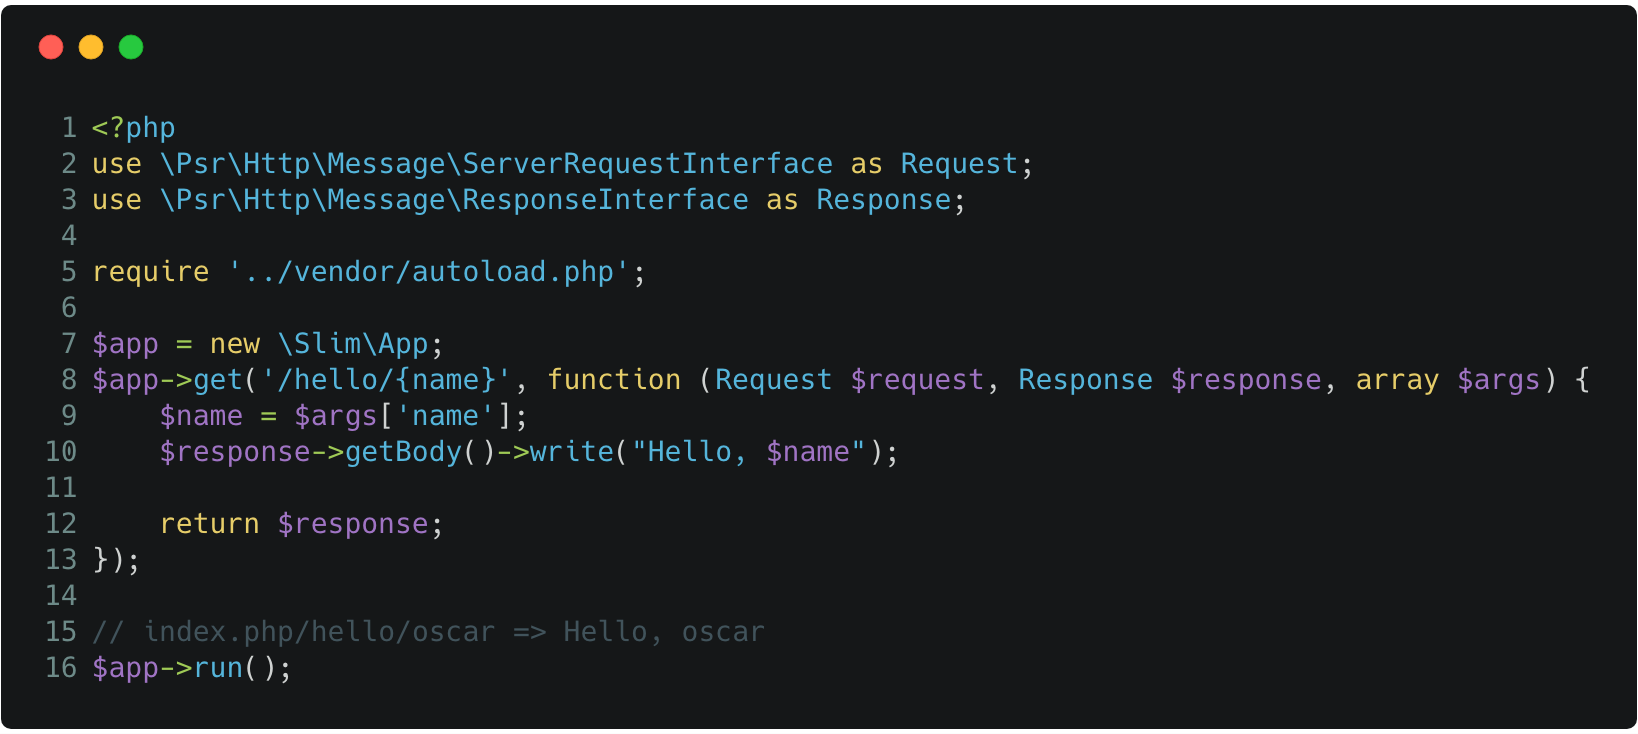 1 <?php
2 use \Psr\Http\Message\ServerRequestInterface as Request;
3 use \Psr\Http\Message\ResponseInterface as Response;
4
5 require '../vendor/autoload.php';
6
7 $app = new \Slim\App;
8 $app->get('/hello/{name}', function (Request $request, Response $response, array $args) {
9     $name = $args['name'];
10     $response->getBody()->write("Hello, $name");
11
12     return $response;
13 });
14
15 // index.php/hello/oscar => Hello, oscar
16 $app->run();